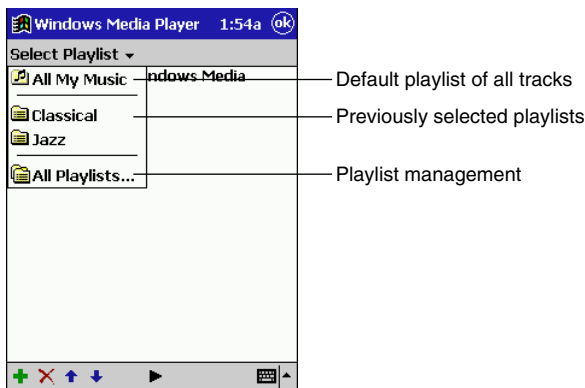 Windows Media Player 1:54a ok
Select Playlist
All My Music
ndows Media
Default playlist of all tracks
Classical
Previously selected playlists
Jazz
All Playlists...
Playlist management